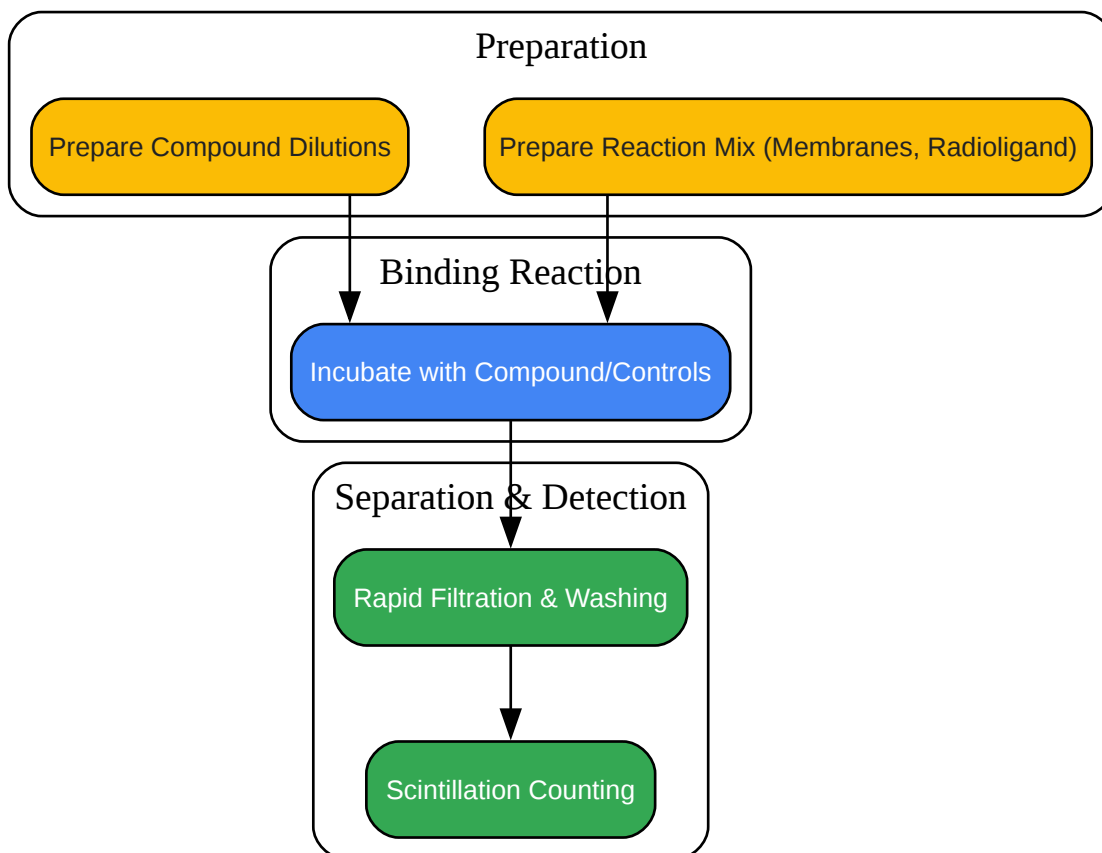 Preparation
Prepare Compound Dilutions
Prepare Reaction Mix (Membranes, Radioligand)
Binding Reaction
Incubate with Compound/Controls
Separation & Detection
Rapid Filtration & Washing
Scintillation Counting